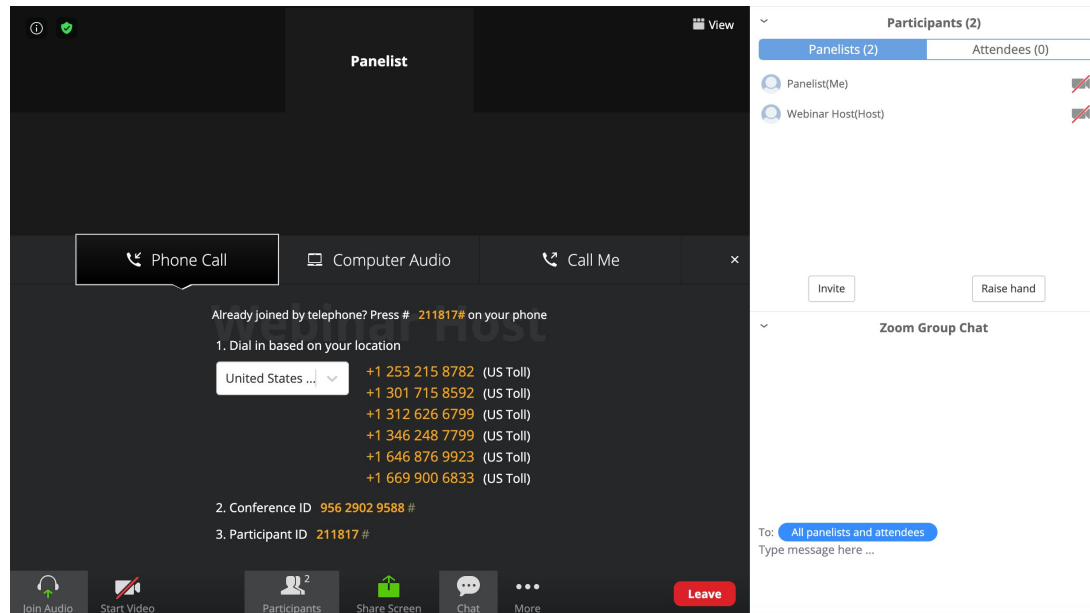 View
Panelist
Phone Call
Computer Audio
Call Me
×
Webinar Host
Already joined by telephone? Press # 211817# on your phone
1. Dial in based on your location
United States ...
+1 253 215 8782 (US Toll)
+1 301 715 8592 (US Toll)
+1 312 626 6799 (US Toll)
+1 346 248 7799 (US Toll)
+1 646 876 9923 (US Toll)
+1 669 900 6833 (US Toll)
2. Conference ID 956 2902 9588 #
3. Participant ID 211817 #
Join Audio
Start Video
2
Participants
Share Screen
Chat
More
Leave
Participants (2)
Panelists (2)
Attendees (0)
Panelist(Me)
Webinar Host(Host)
Invite
Raise hand
Zoom Group Chat
To: All panelists and attendees
Type message here ...